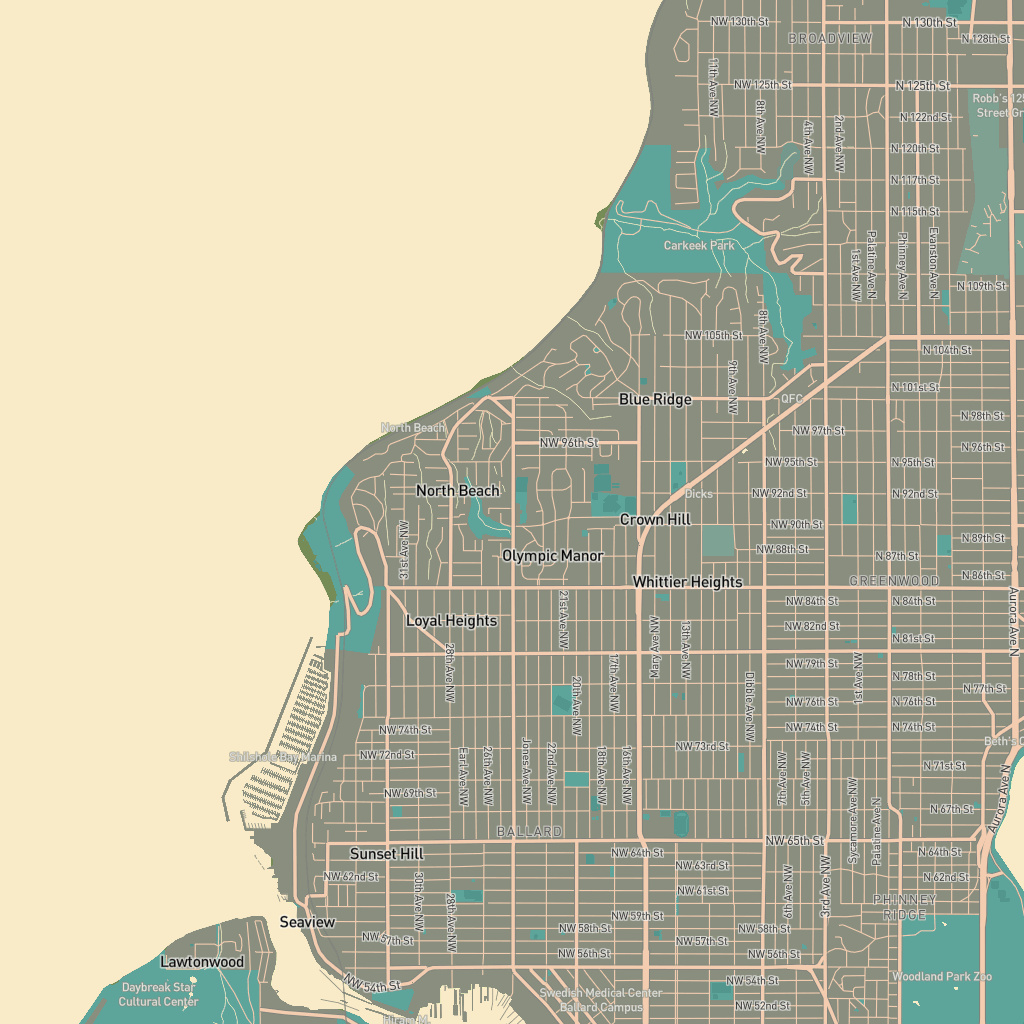 NW 130th St
N 130th St
BROADVIEW
N 128th St
11th Ave NW
NW 125th St
N 125th St
8th Ave NW
Robb's 125
Street Gr
N 122nd St
4th Ave NW
2nd Ave NW
N 120th St
N 117th St
N 115th St
Carkeek Park
1st Ave NW
Palatine Ave N
Phinney Ave N
Evanston Ave N
N 109th St
NW 105th St
8th Ave NW
N 104th St
9th Ave NW
N 101st St
Blue Ridge
QFC
N 98th St
North Beach
NW 97th St
NW 96th St
N 96th St
NW 95th St
N 95th St
North Beach
Dicks
NW 92nd St
N 92nd St
Crown Hill
NW 90th St
N 89th St
31st Ave NW
Olympic Manor
NW 88th St
N 87th St
Whittier Heights
GREENWOOD
N 86th St
21st Ave NW
NW 84th St
N 84th St
Aurora Ave N
Loyal Heights
NW 82nd St
Mary Ave NW
13th Ave NW
N 81st St
28th Ave NW
17th Ave NW
NW 79th St
1st Ave NW
N 78th St
20th Ave NW
Dibble Ave NW
N 77th St
NW 76th St
N 76th St
NW 74th St
NW 74th St
N 74th St
Beth's C
Shilshole Bay Marina
NW 72nd St
Earl Ave NW
26th Ave NW
Jones Ave NW
22nd Ave NW
18th Ave NW
16th Ave NW
NW 73rd St
7th Ave NW
5th Ave NW
N 71st St
Aurora Ave N
NW 69th St
Sycamore Ave NW
Palatine Ave N
N 67th St
BALLARD
NW 65th St
Sunset Hill
NW 64th St
N 64th St
NW 63rd St
NW 62nd St
N 62nd St
30th Ave NW
28th Ave NW
NW 61st St
6th Ave NW
3rd Ave NW
PHINNEY
RIDGE
Seaview
NW 59th St
NW 58th St
NW 58th St
NW 57th St
NW 57th St
NW 56th St
NW 56th St
Lawtonwood
Daybreak Star
Cultural Center
NW 54th St
NW 54th St
Woodland Park Zoo
Swedish Medical Center
Ballard Campus
NW 52nd St
Hiram M.